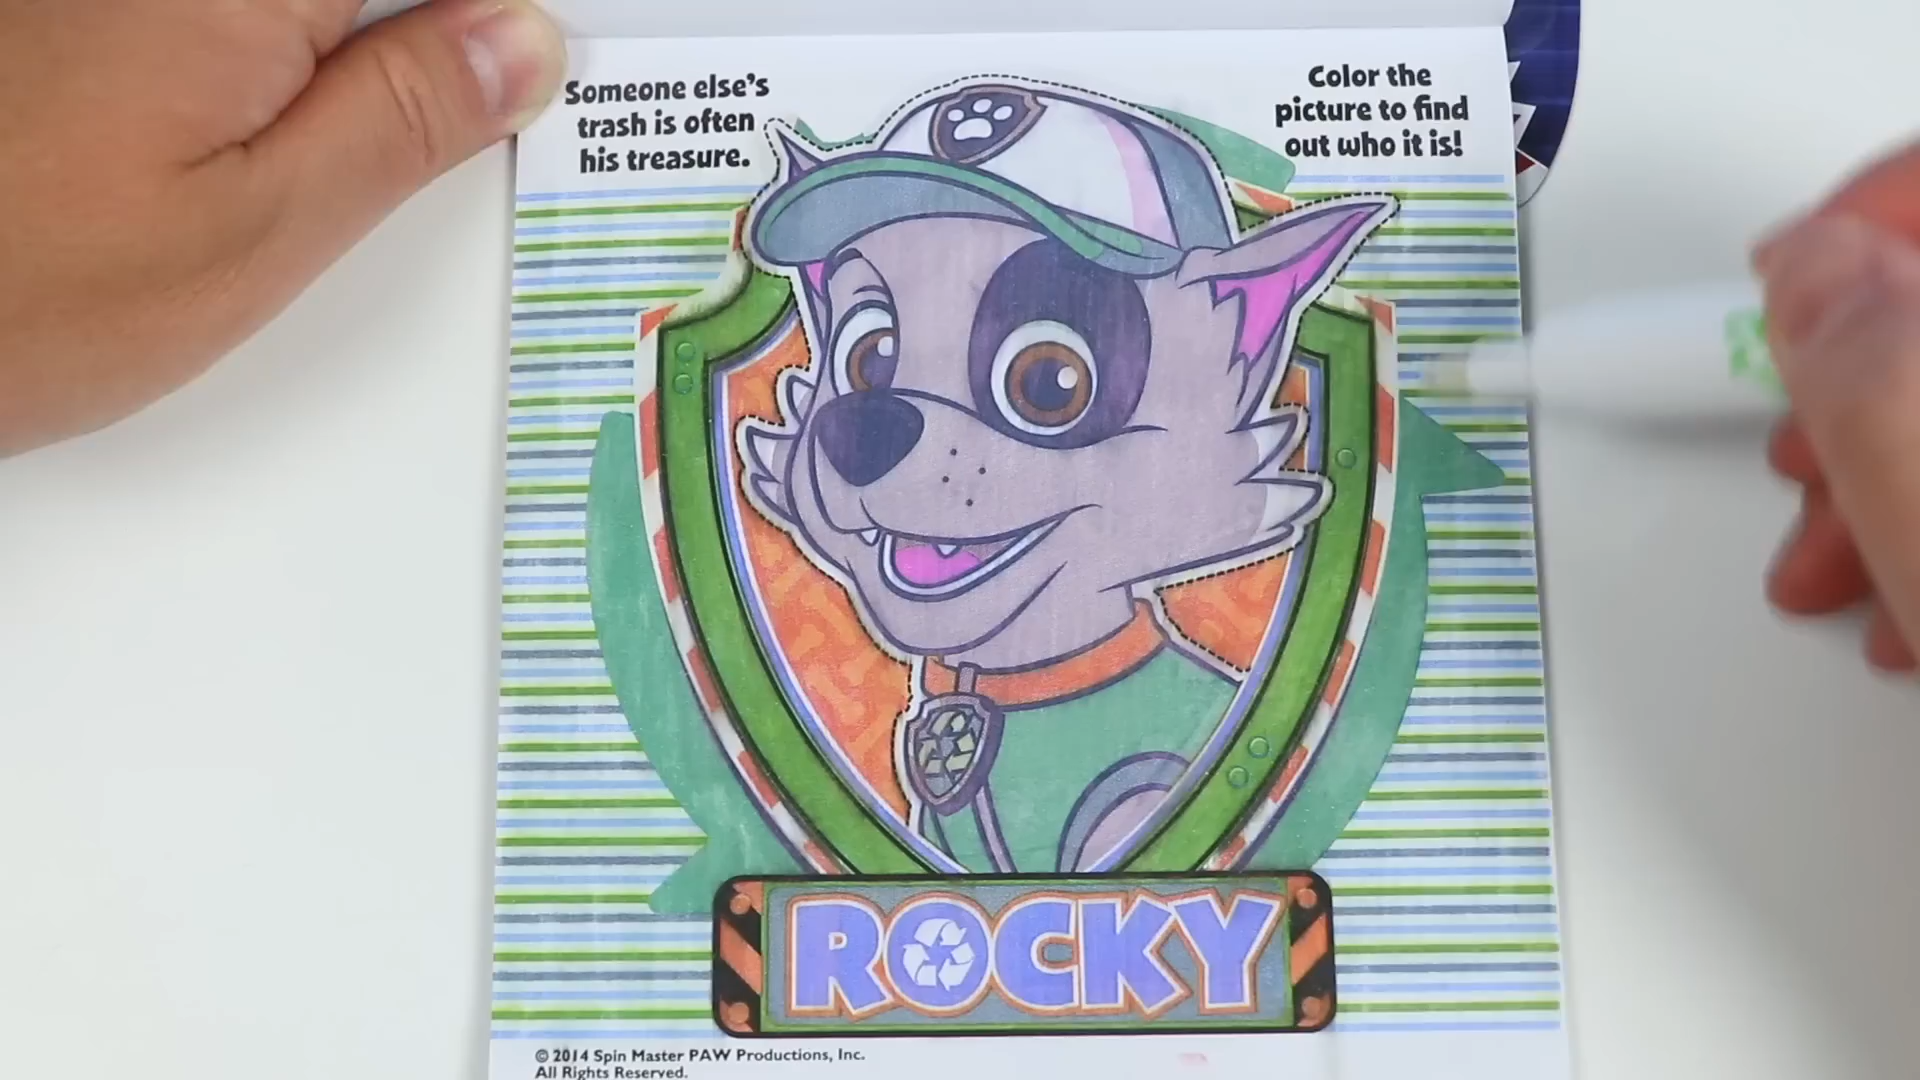 Someone else's
trash is often
his treasure.
Color the
picture to find
out who it is!
ROCKY
© 2014 Spin Master PAW Productions, Inc.
All Rights Reserved.